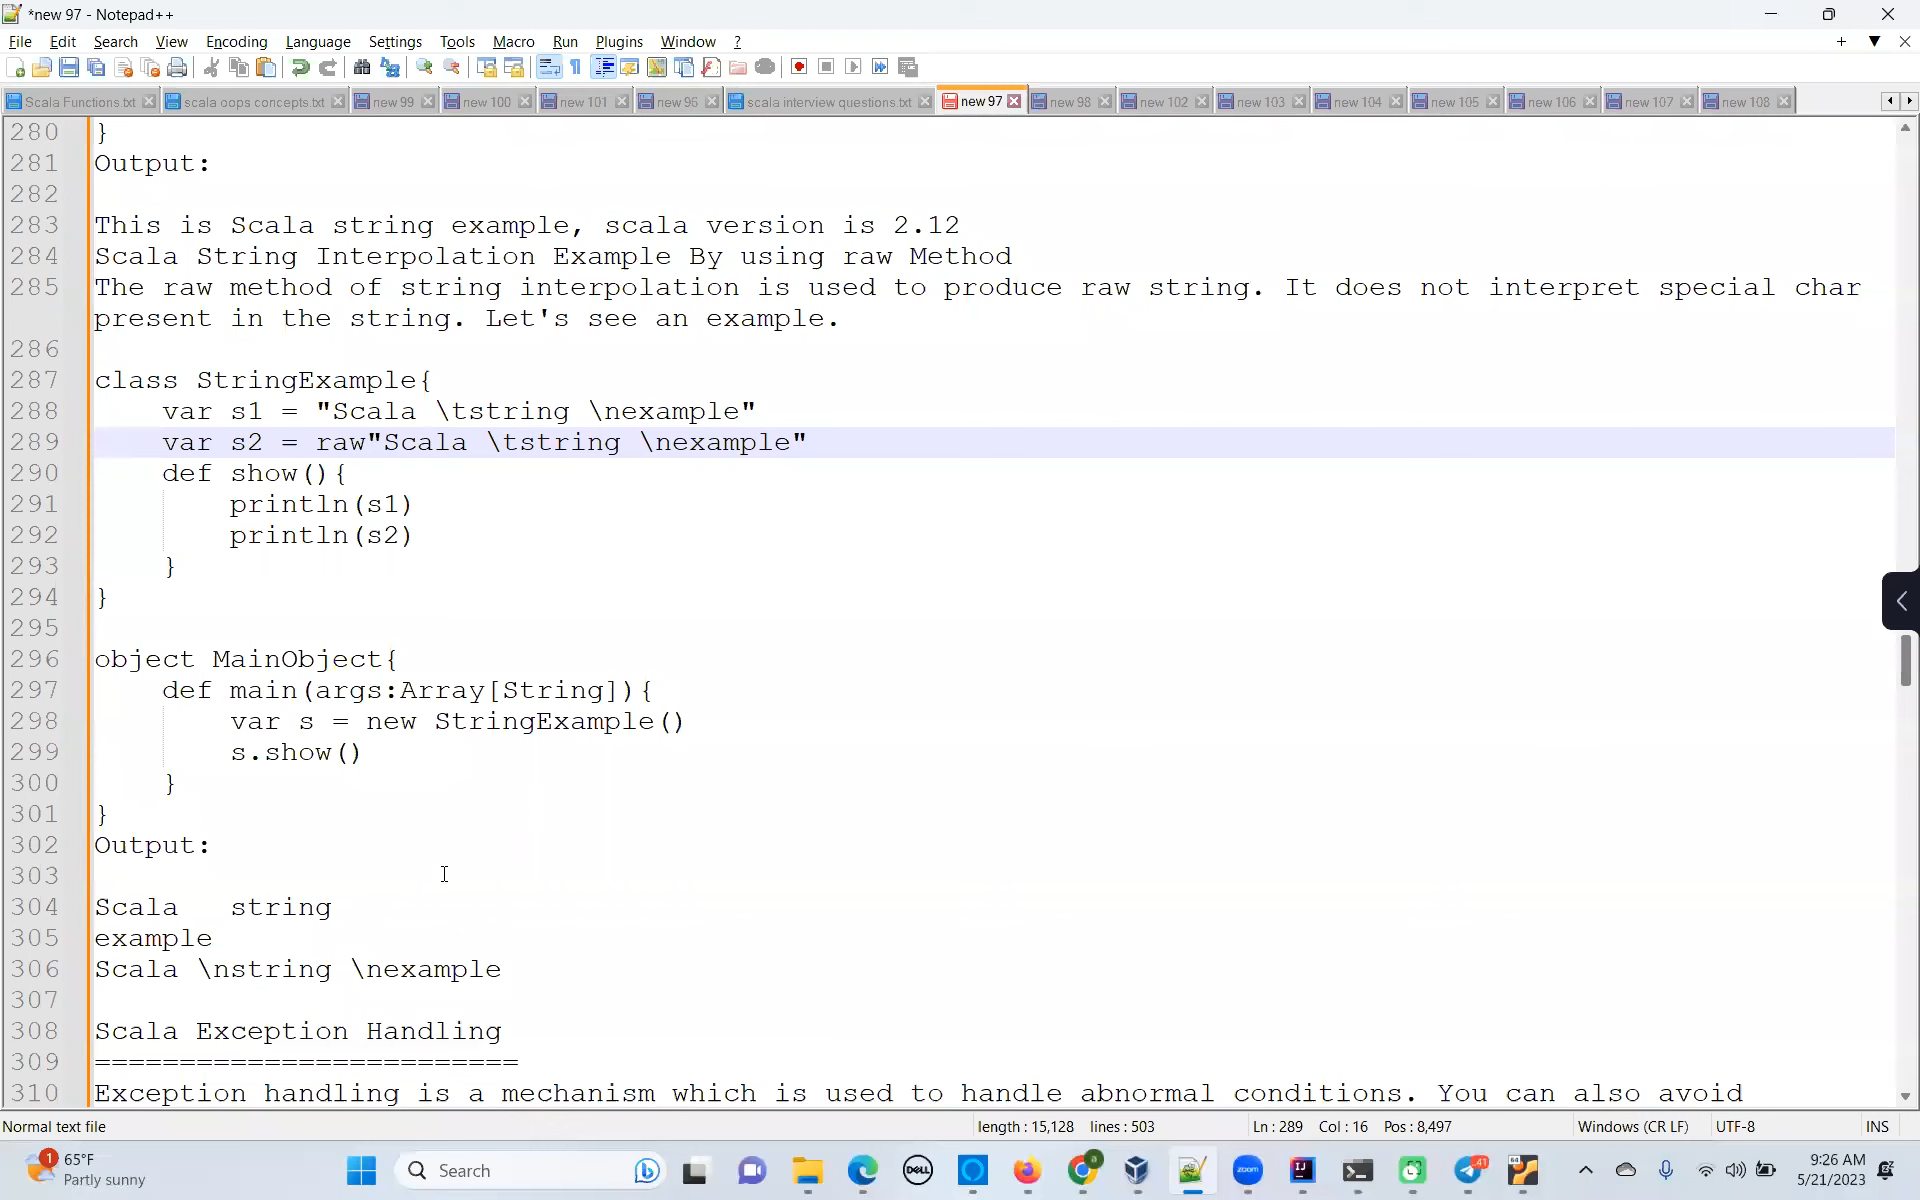 *new 97 - Notepad++
File Edit Search View Encoding Language Settings Tools Macro Run Plugins Window ?
Scala Functions.txt scala oops concepts.txt new 99 new 100 new 101 new 96 scala interview questions.txt new 97 new 98 new 102 new 103 new 104 new 105 new 106 new 107 new 108
280 }
281 Output:
282
283 This is Scala string example, scala version is 2.12
284 Scala String Interpolation Example By using raw Method
285 The raw method of string interpolation is used to produce raw string. It does not interpret special char
present in the string. Let's see an example.
286
287 class StringExample{
288 var s1 = "Scala \tstring \nexample"
289 var s2 = raw"Scala \tstring \nexample"
290 def show(){
291 println(s1)
292 println(s2)
293 }
294 }
295
296 object MainObject{
297 def main(args:Array[String]){
298 var s = new StringExample()
299 s.show()
300 }
301 }
302 Output:
303
304 Scala string
305 example
306 Scala \nstring \nexample
307
308 Scala Exception Handling
309 =========================
310 Exception handling is a mechanism which is used to handle abnormal conditions. You can also avoid
Normal text file length : 15,128 lines : 503 Ln : 289 Col : 16 Pos : 8,497 Windows (CR LF) UTF-8 INS
1 65°F
Partly sunny
Search
DELL
a
zoom
IJ
41
64
9:26 AM
5/21/2023